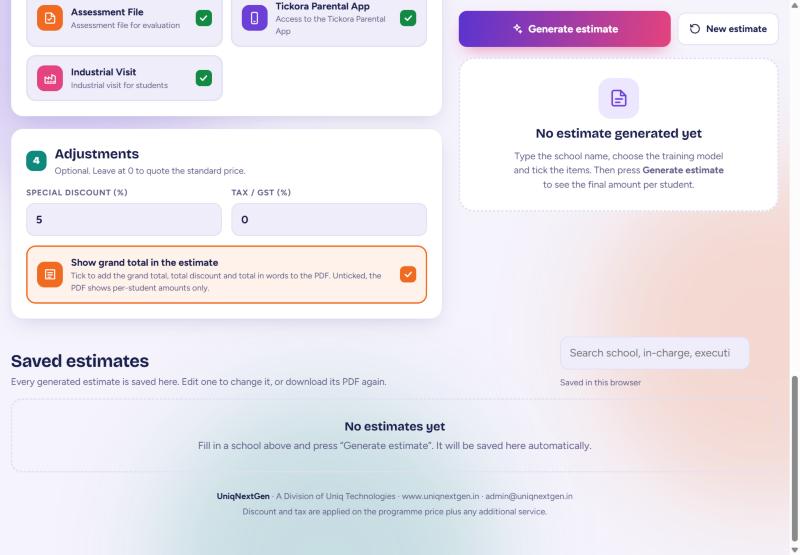 Assessment File
Assessment file for evaluation
Tickora Parental App
Access to the Tickora Parental
App
Industrial Visit
Industrial visit for students
4
Adjustments
Optional. Leave at 0 to quote the standard price.
SPECIAL DISCOUNT (%)
TAX / GST (%)
5
0
Show grand total in the estimate
Tick to add the grand total, total discount and total in words to the PDF. Unticked, the
PDF shows per-student amounts only.
Generate estimate
New estimate
No estimate generated yet
Type the school name, choose the training model
and tick the items. Then press Generate estimate
to see the final amount per student.
Saved estimates
Every generated estimate is saved here. Edit one to change it, or download its PDF again.
Search school, in-charge, executi
Saved in this browser
No estimates yet
Fill in a school above and press “Generate estimate”. It will be saved here automatically.
UniqNextGen · A Division of Uniq Technologies · www.uniqnextgen.in · admin@uniqnextgen.in
Discount and tax are applied on the programme price plus any additional service.